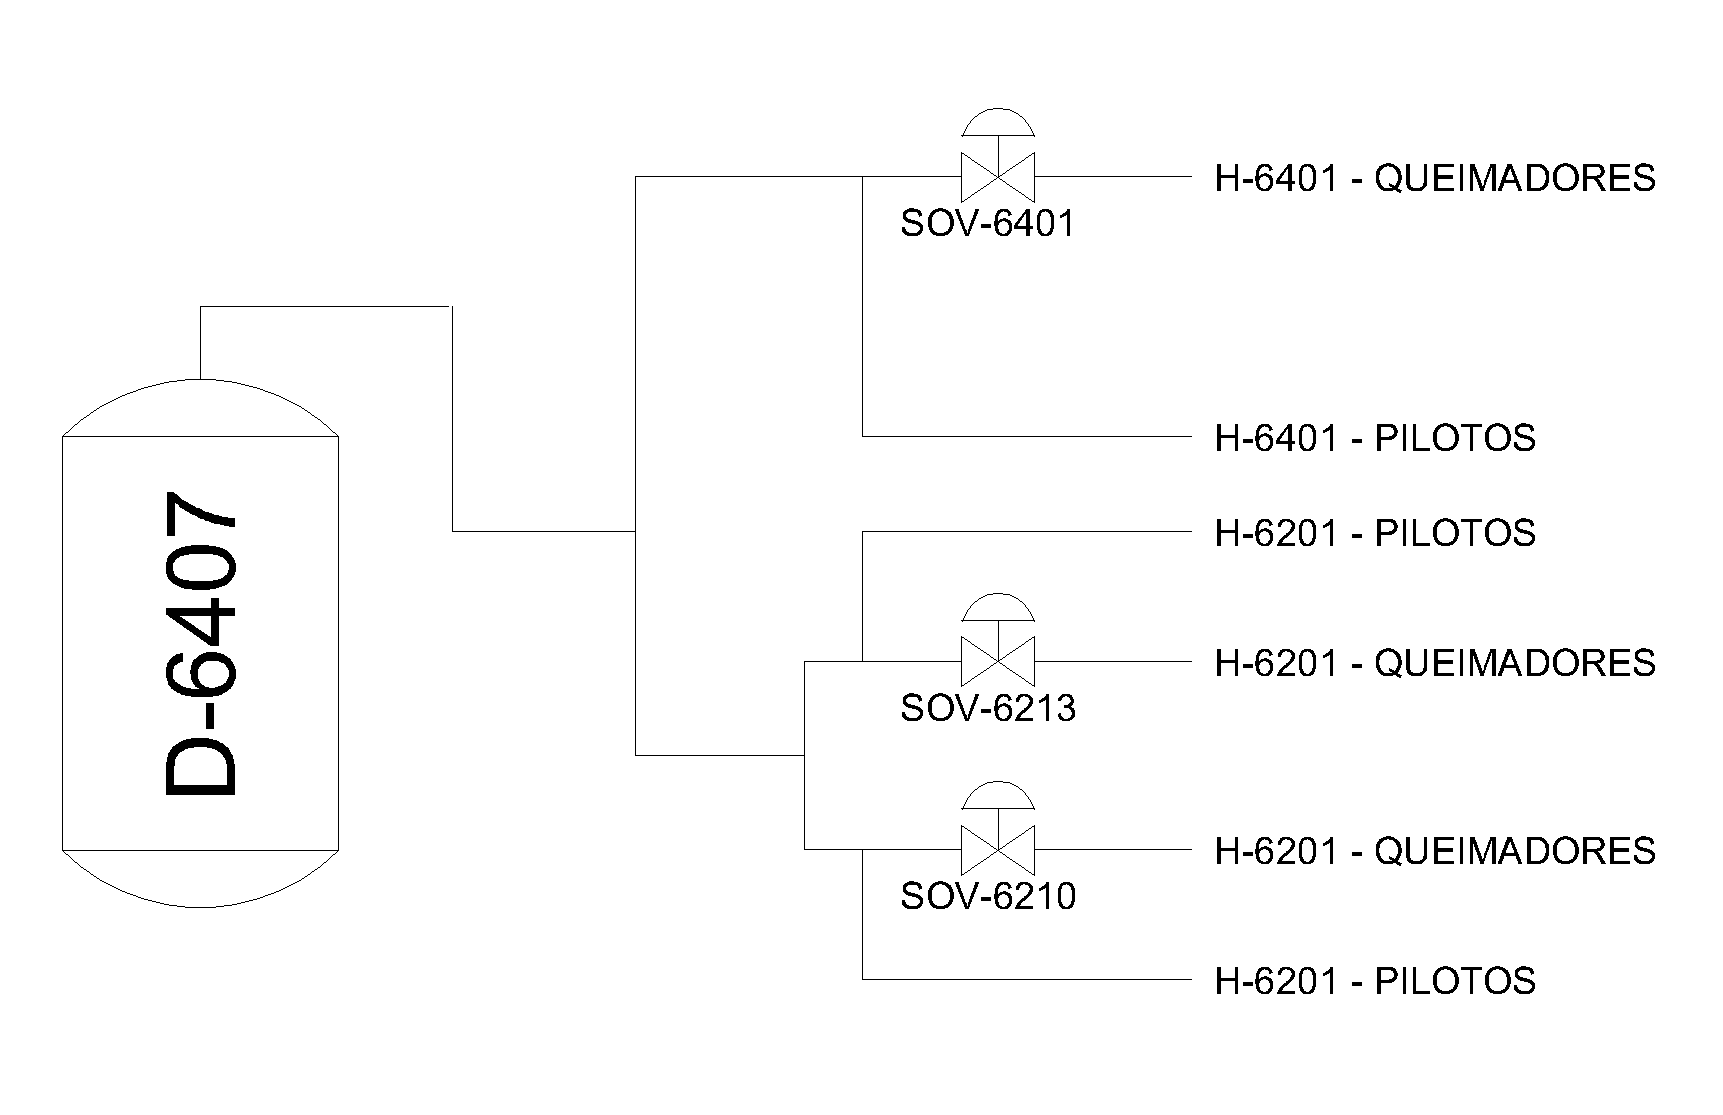 H-6401 - QUEIMADORES
SOV-6401
H-6401 - PILOTOS
D-6407
H-6201 - PILOTOS
H-6201 - QUEIMADORES
SOV-6213
H-6201 - QUEIMADORES
SOV-6210
H-6201 - PILOTOS